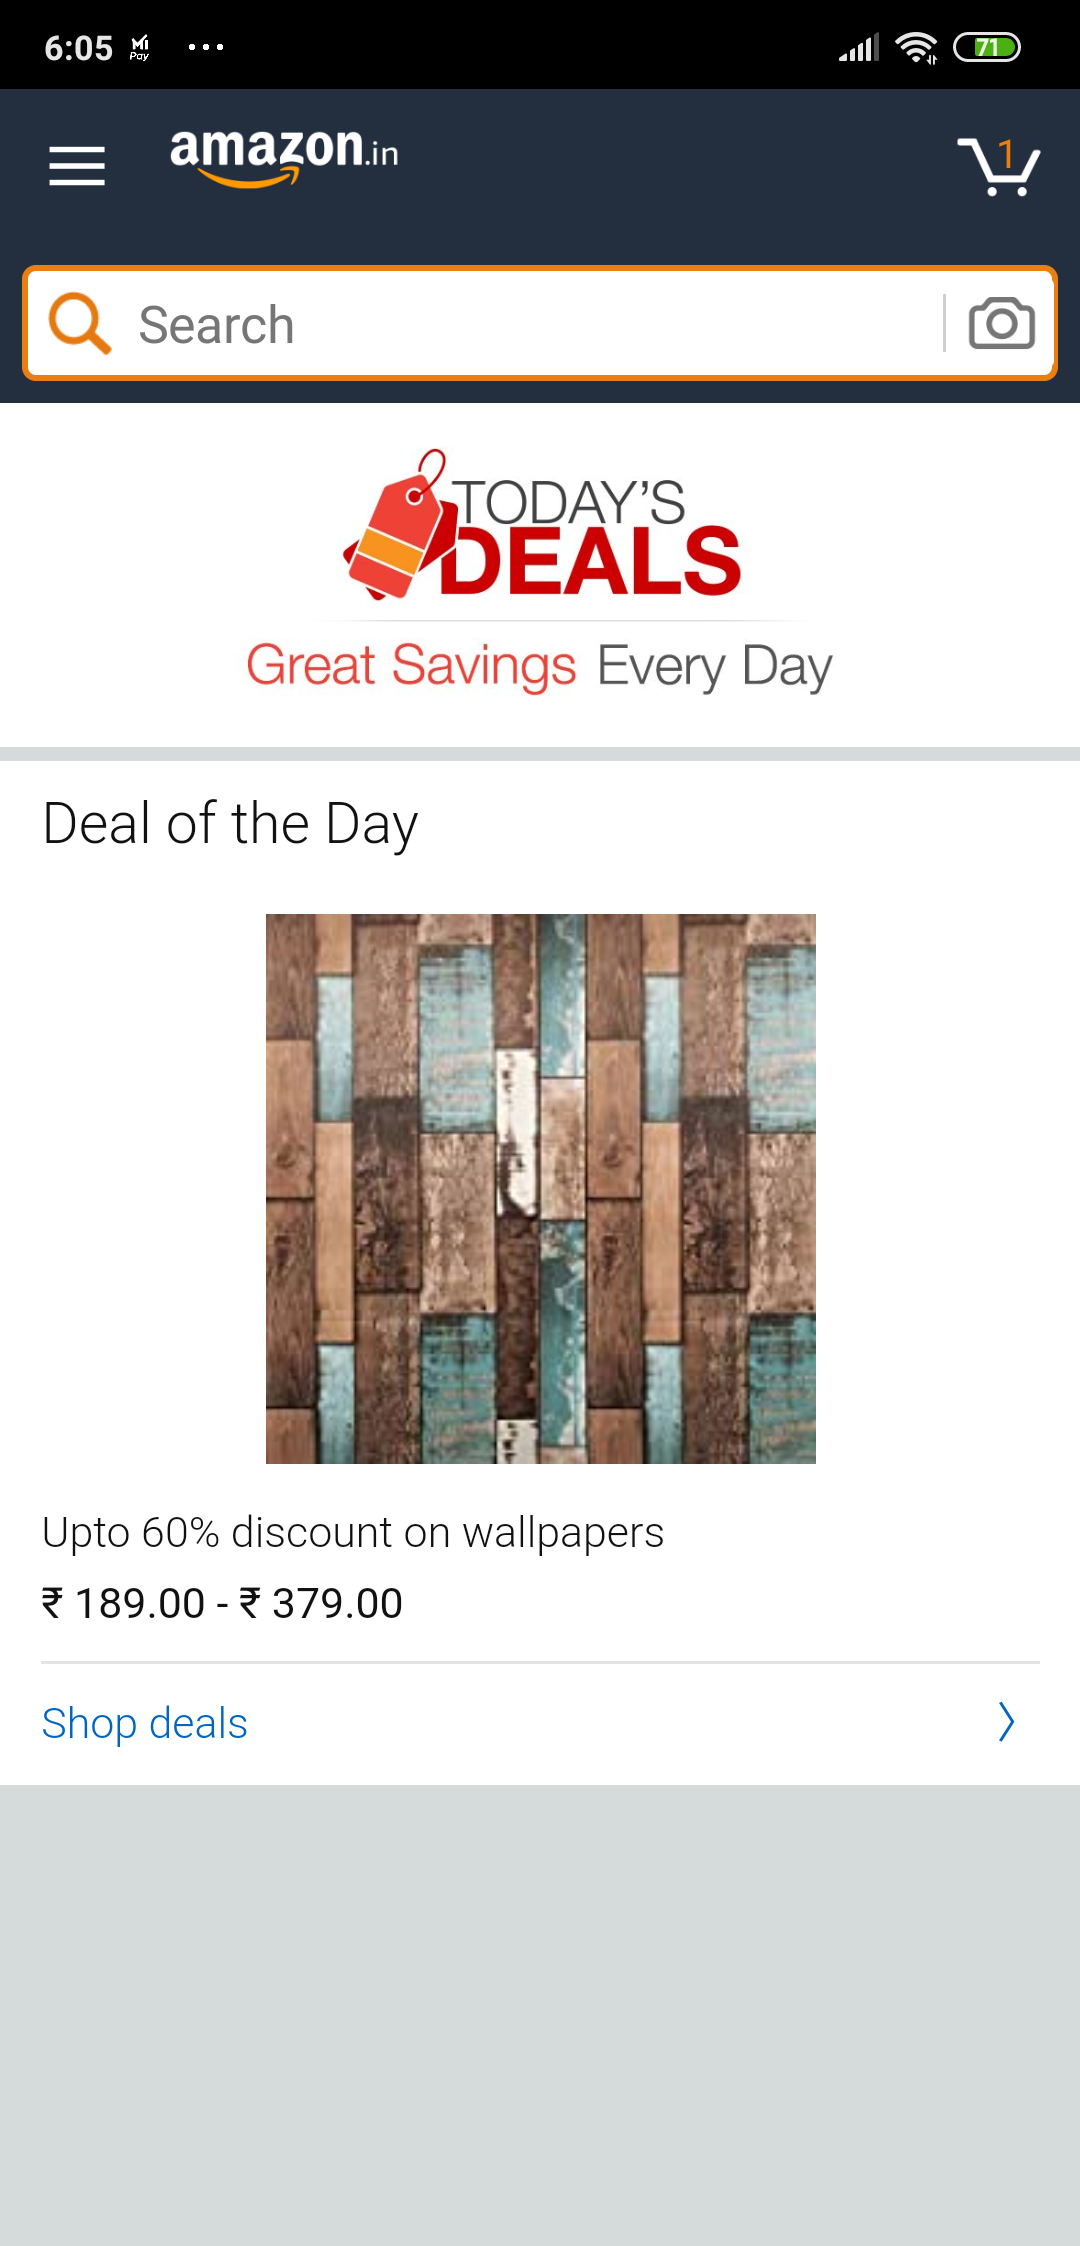 6:05 MI Pay ... 71
amazon.in
1
Search
TODAY'S
DEALS
Great Savings Every Day
Deal of the Day
Upto 60% discount on wallpapers
₹ 189.00 - ₹ 379.00
Shop deals